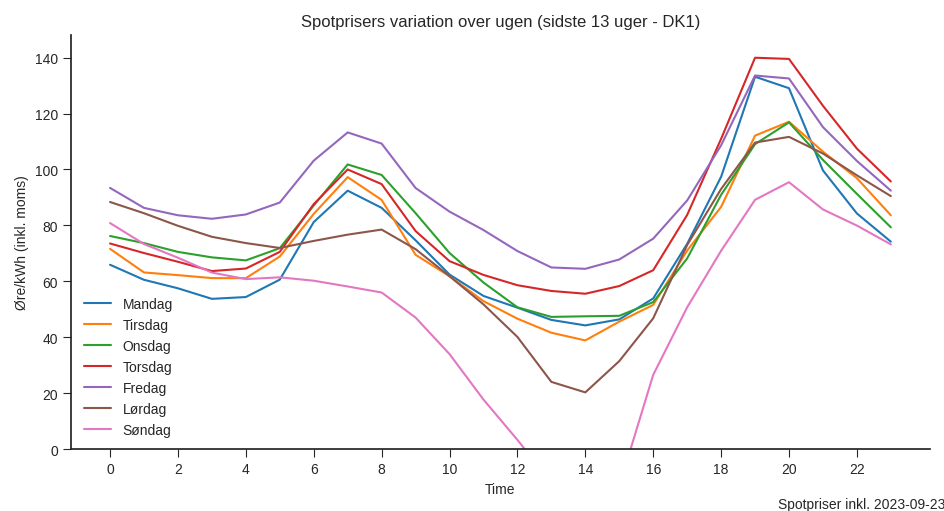 Spotprisers variation over ugen (sidste 13 uger - DK1)
Øre/kWh (inkl. moms)
140
120
100
80
60
40
20
0
Mandag
Tirsdag
Onsdag
Torsdag
Fredag
Lørdag
Søndag
0 2 4 6 8 10 12 14 16 18 20 22
Time
Spotpriser inkl. 2023-09-23